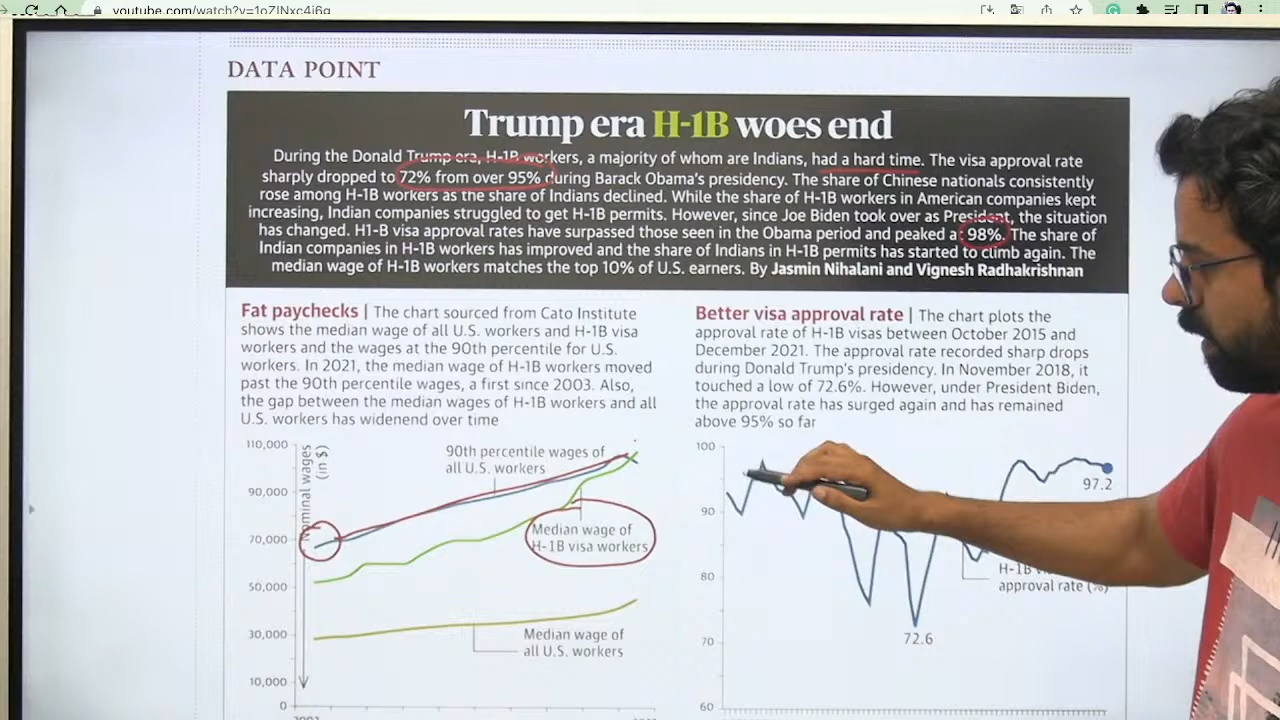 youtube.com/watch?v=1oZJNxc4i6g
DATA POINT
Trump era H-1B woes end
During the Donald Trump era, H-1B workers, a majority of whom are Indians, had a hard time. The visa approval rate
sharply dropped to 72% from over 95% during Barack Obama's presidency. The share of Chinese nationals consistently
rose among H-1B workers as the share of Indians declined. While the share of H-1B workers in American companies kept
increasing, Indian companies struggled to get H-1B permits. However, since Joe Biden took over as President, the situation
has changed. H1-B visa approval rates have surpassed those seen in the Obama period and peaked a 98%. The share of
Indian companies in H-1B workers has improved and the share of Indians in H-1B permits has started to climb again. The
median wage of H-1B workers matches the top 10% of U.S. earners. By Jasmin Nihalani and Vignesh Radhakrishnan
Fat paychecks | The chart sourced from Cato Institute
shows the median wage of all U.S. workers and H-1B visa
workers and the wages at the 90th percentile for U.S.
workers. In 2021, the median wage of H-1B workers moved
past the 90th percentile wages, a first since 2003. Also,
the gap between the median wages of H-1B workers and all
U.S. workers has widenend over time
110,000
90,000
70,000
50,000
30,000
10,000
0
Nominal wages
(in $)
90th percentile wages of
all U.S. workers
Median wage of
H-1B visa workers
Median wage of
all U.S. workers
Better visa approval rate | The chart plots the
approval rate of H-1B visas between October 2015 and
December 2021. The approval rate recorded sharp drops
during Donald Trump's presidency. In November 2018, it
touched a low of 72.6%. However, under President Biden,
the approval rate has surged again and has remained
above 95% so far
100
90
80
70
60
97.2
H-1B
approval rate (%)
72.6